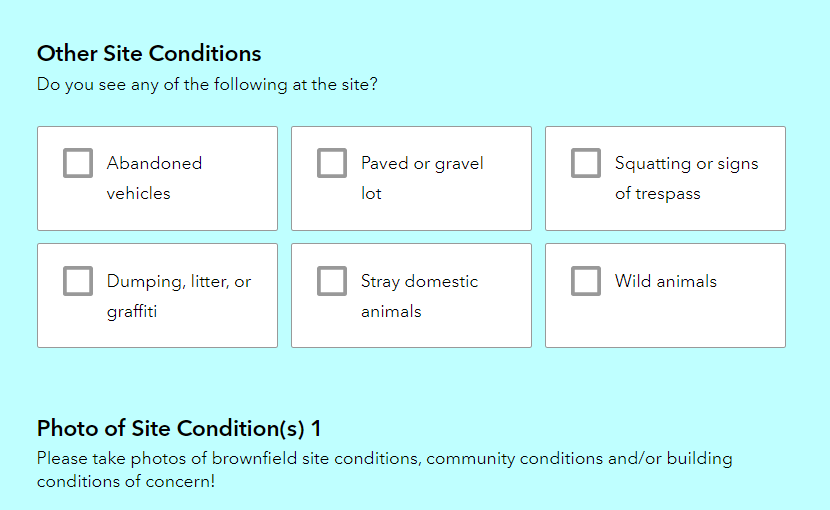 Other Site Conditions
Do you see any of the following at the site?
Abandoned
vehicles
Paved or gravel
lot
Squatting or signs
of trespass
Dumping, litter, or
graffiti
Stray domestic
animals
Wild animals
Photo of Site Condition(s) 1
Please take photos of brownfield site conditions, community conditions and/or building
conditions of concern!